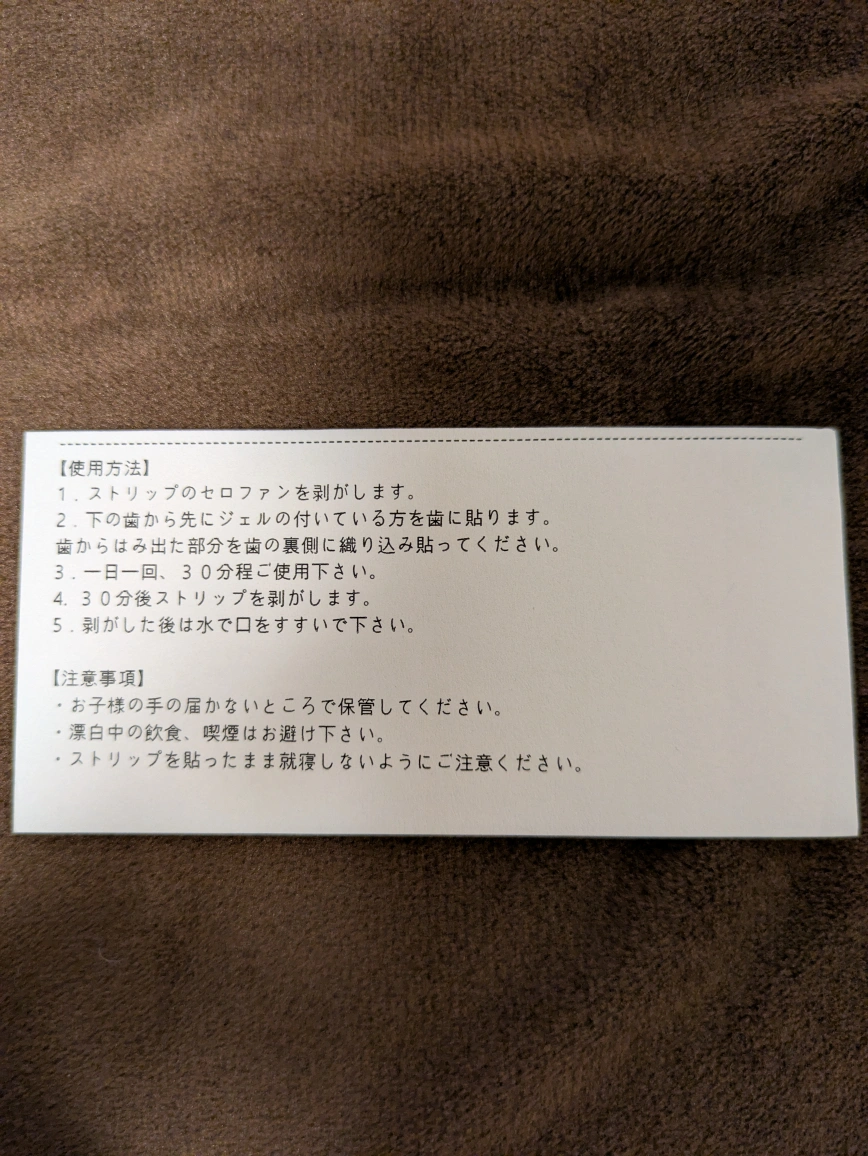 【使用方法】
1．ストリップのセロファンを剥がします。
2．下の歯から先にジェルの付いている方を歯に貼ります。
歯からはみ出た部分を歯の裏側に織り込み貼ってください。
3．一日一回、３０分程ご使用下さい。
4. ３０分後ストリップを剥がします。
5．剥がした後は水で口をすすいで下さい。
【注意事項】
・お子様の手の届かないところで保管してください。
・漂白中の飲食、喫煙はお避け下さい。
・ストリップを貼ったまま就寝しないようにご注意ください。